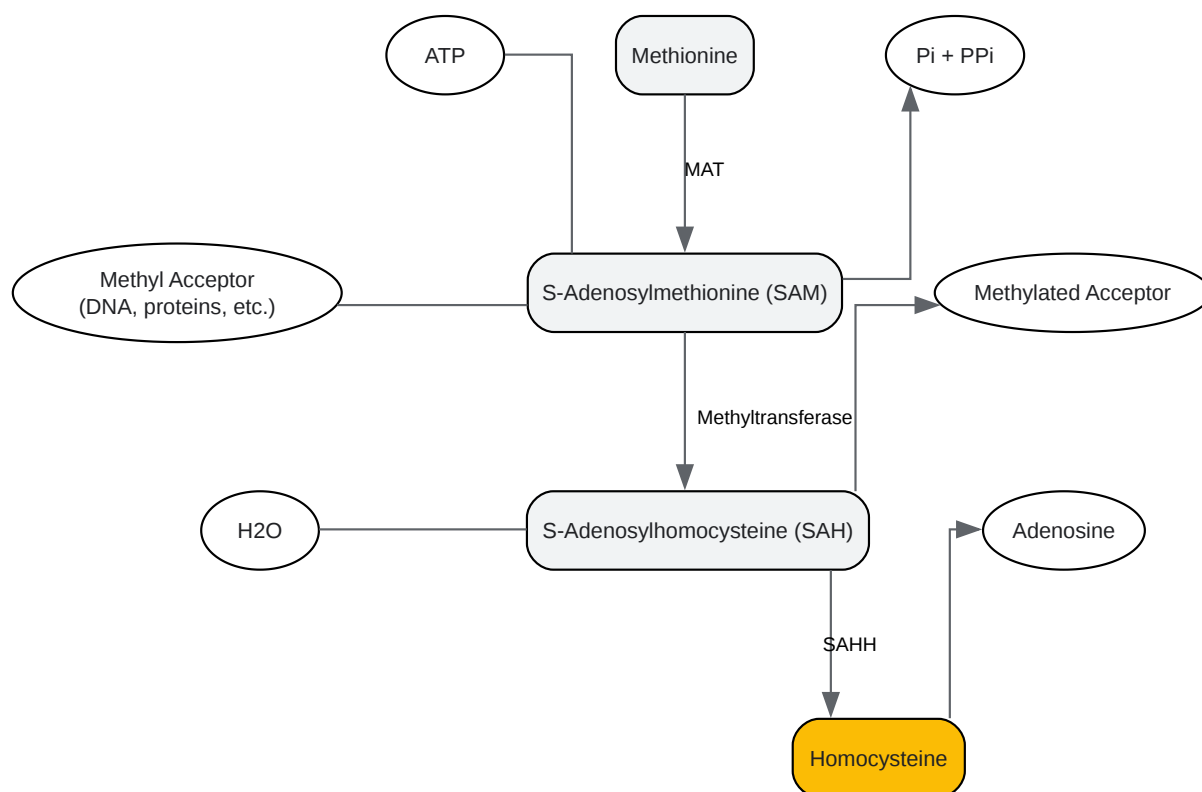 ATP
Methionine
Pi + PPi
MAT
Methyl Acceptor
(DNA, proteins, etc.)
S-Adenosylmethionine (SAM)
Methylated Acceptor
Methyltransferase
H2O
S-Adenosylhomocysteine (SAH)
Adenosine
SAHH
Homocysteine